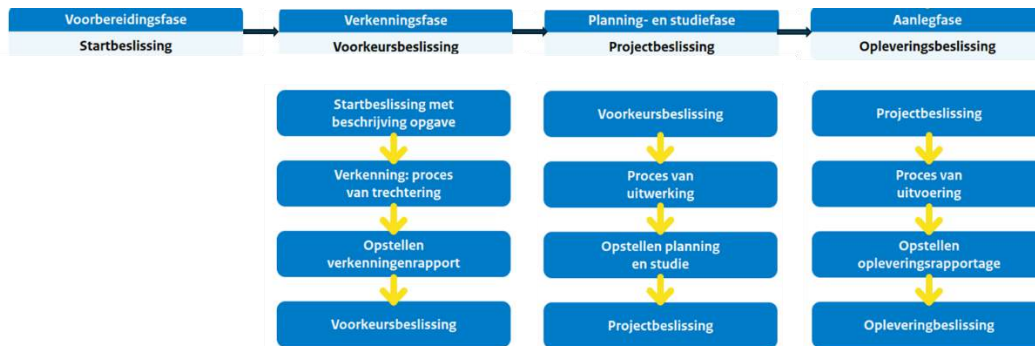 Voorbereidingsfase
Startbeslissing
Verkenningsfase
Voorkeursbeslissing
Planning- en studiefase
Projectbeslissing
Aanlegfase
Opleveringsbeslissing
Startbeslissing met
beschrijving opgave
Verkenning: proces
van trechtering
Opstellen
verkenningenrapport
Voorkeursbeslissing
Voorkeursbeslissing
Proces van
uitwerking
Opstellen planning
en studie
Projectbeslissing
Projectbeslissing
Proces van
uitvoering
Opstellen
opleveringsrapportage
Opleveringbeslissing